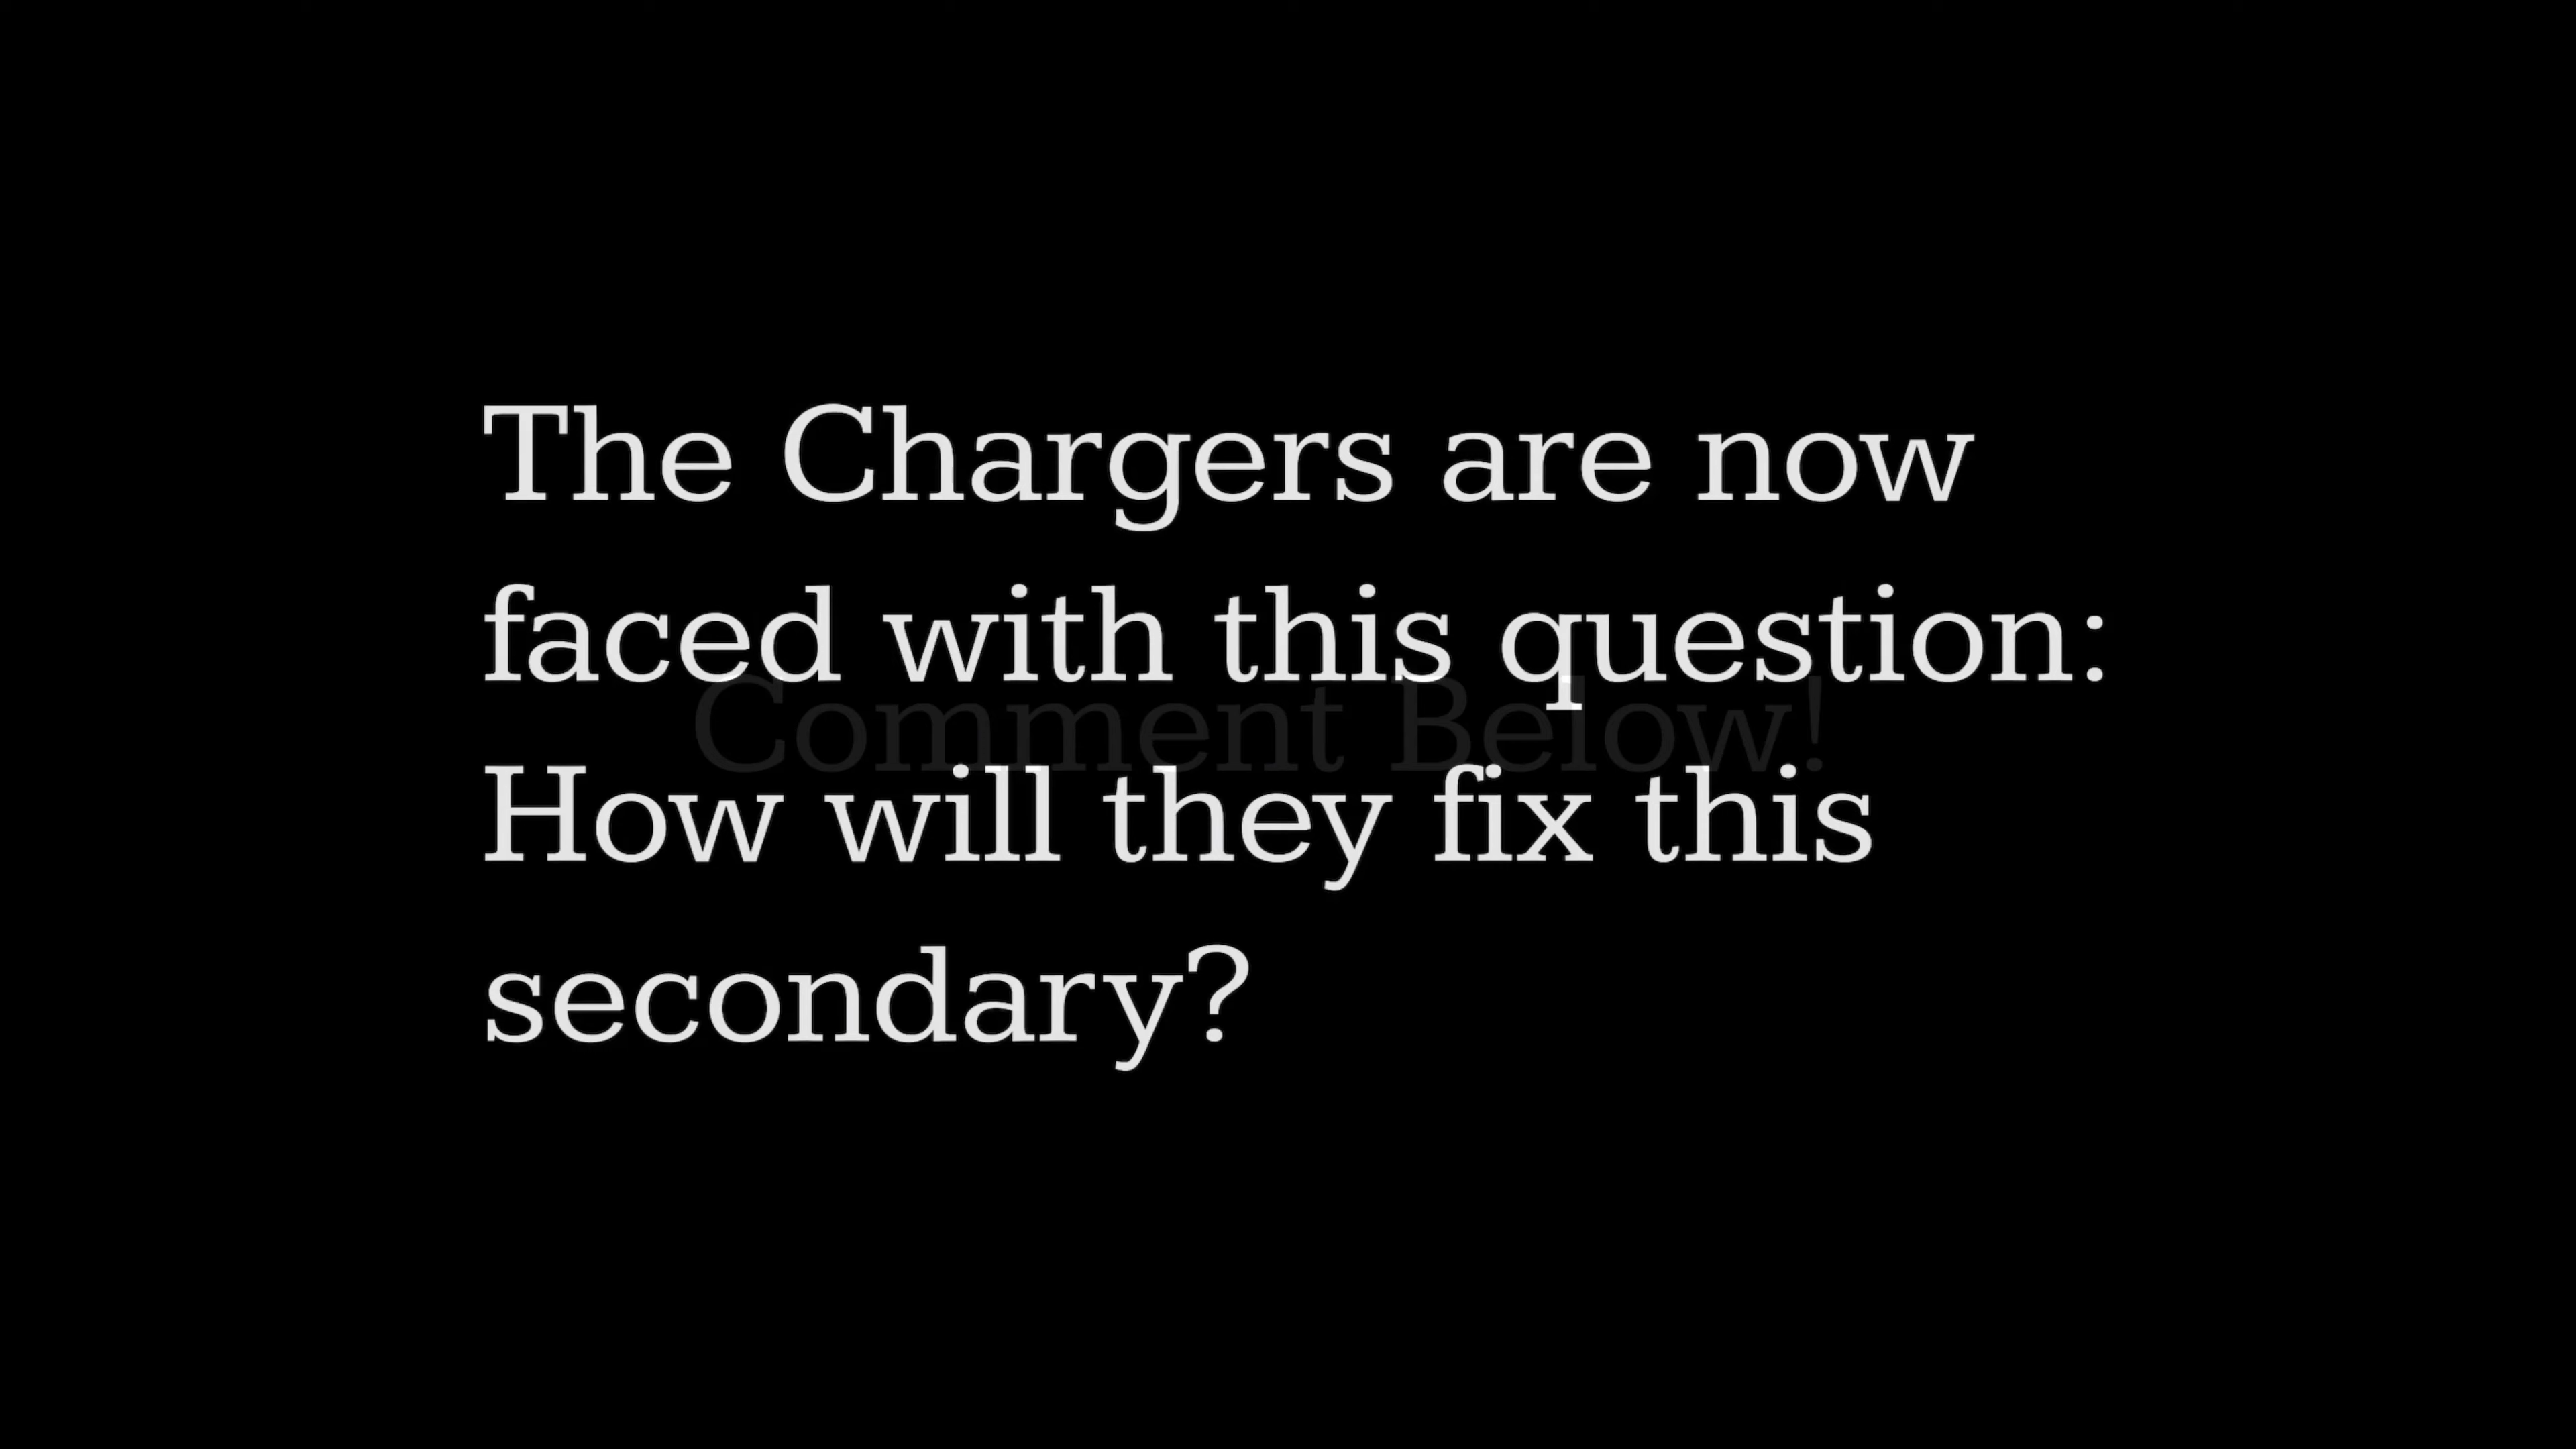 The Chargers are now
faced with this question:
Comment Below!
How will they fix this
secondary?